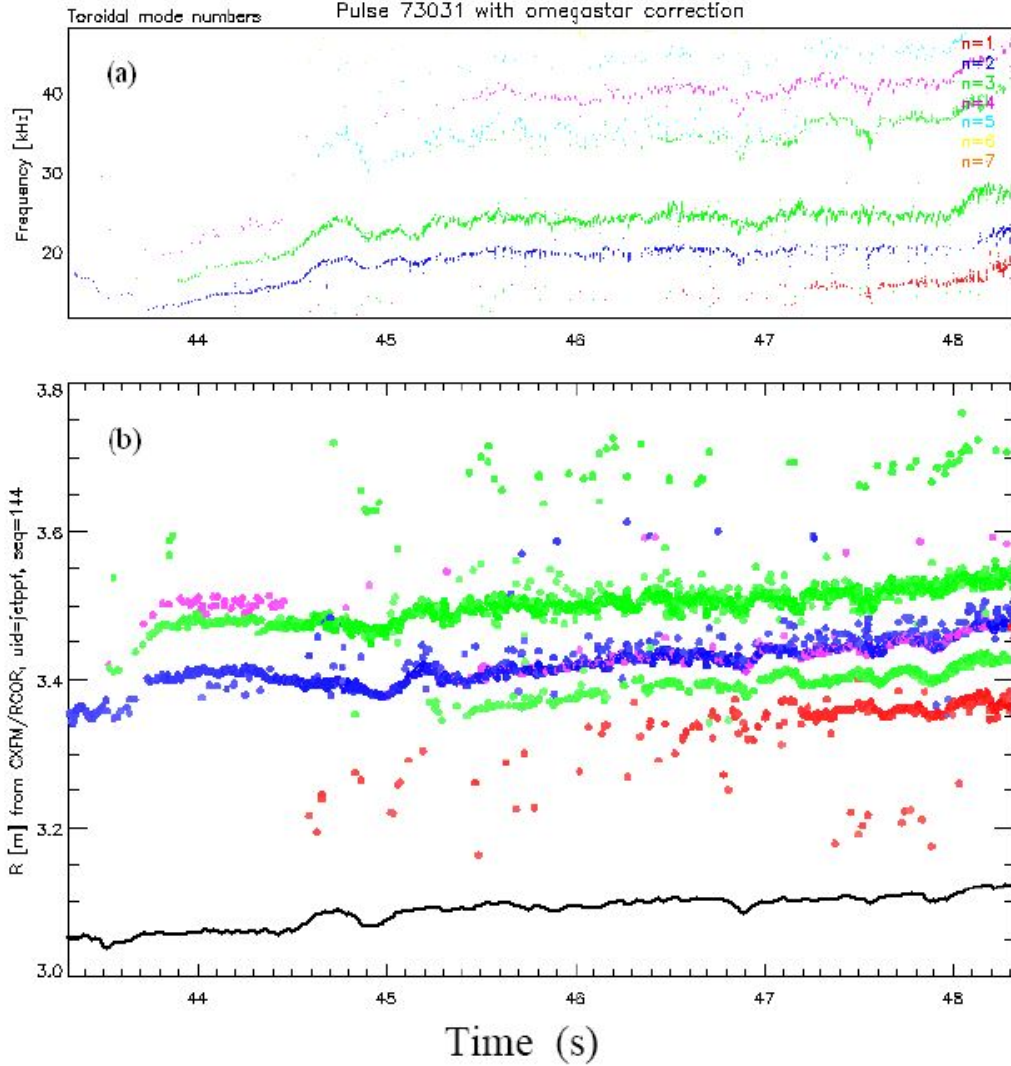 Toroidal mode numbers Pulse 73031 with omegastar correction
(a)
n=1
n=2
n=3
n=4
n=5
n=6
n=7
Frequency [kHz]
40
30
20
44 45 46 47 48
(b)
R [m] from CXFM/RCOR, uid=jetppf, seq=144
3.8
3.6
3.4
3.2
3.0
44 45 46 47 48
Time (s)